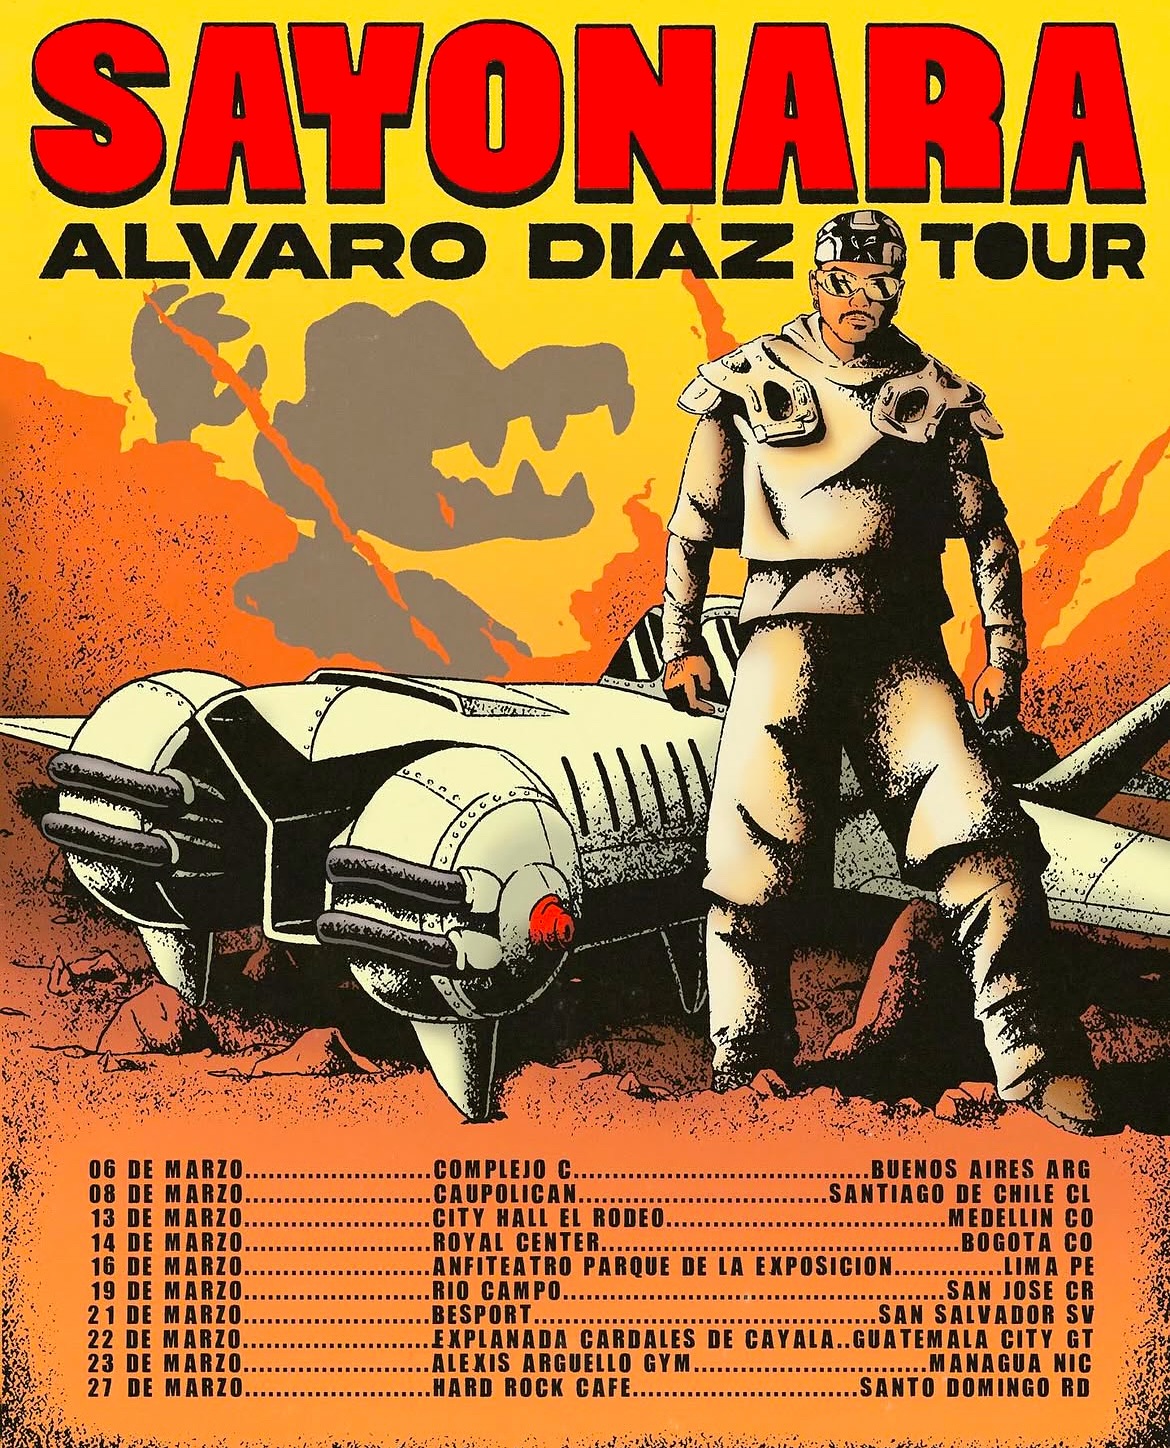 SAYONARA
ALVARO DIAZ TOUR
06 DE MARZO..............................COMPLEJO C................................................BUENOS AIRES ARG
08 DE MARZO..............................CAUPOLICAN........................................SANTIAGO DE CHILE CL
13 DE MARZO..............................CITY HALL EL RODEO.............................................MEDELLIN CO
14 DE MARZO..............................ROYAL CENTER..........................................................BOGOTA CO
16 DE MARZO..............................ANFITEATRO PARQUE DE LA EXPOSICION.................LIMA PE
19 DE MARZO..............................RIO CAMPO..............................................................SAN JOSE CR
21 DE MARZO..............................BESPORT........................................................SAN SALVADOR SV
22 DE MARZO..............................EXPLANADA CARDALES DE CAYALA..GUATEMALA CITY GT
23 DE MARZO..............................ALEXIS ARGUELLO GYM......................................MANAGUA NIC
27 DE MARZO..............................HARD ROCK CAFE.....................................SANTO DOMINGO RD